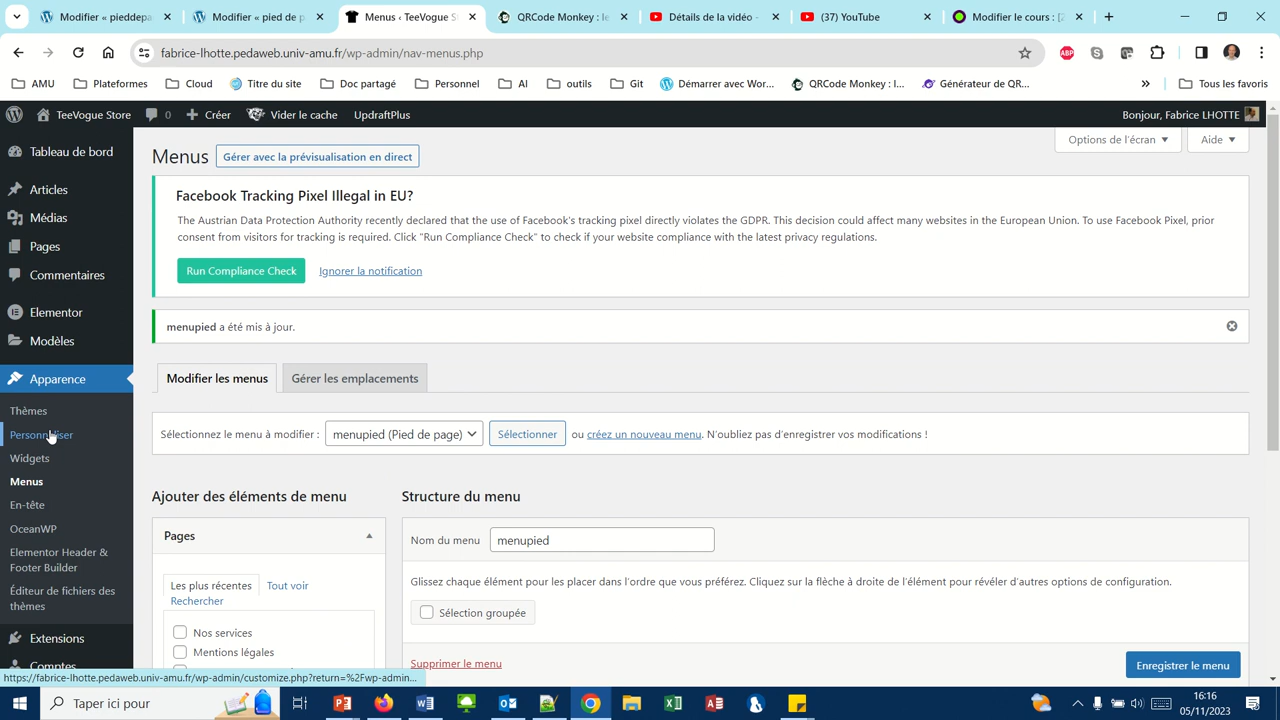 Modifier « pieddep
Modifier « pied de p
Menus ‹ TeeVogue St
QRCode Monkey : le
Détails de la vidéo -
(37) YouTube
Modifier le cours : [2
fabrice-lhotte.pedaweb.univ-amu.fr/wp-admin/nav-menus.php
AMU
Plateformes
Cloud
Titre du site
Doc partagé
Personnel
AI
outils
Git
Démarrer avec Wor...
QRCode Monkey : l...
Générateur de QR...
Tous les favoris
TeeVogue Store
0
Créer
Vider le cache
UpdraftPlus
Bonjour, Fabrice LHOTTE
Tableau de bord
Articles
Médias
Pages
Commentaires
Elementor
Modèles
Apparence
Thèmes
Personnaliser
Widgets
Menus
En-tête
OceanWP
Elementor Header &
Footer Builder
Éditeur de fichiers des
thèmes
Extensions
Comptes
Menus
Gérer avec la prévisualisation en direct
Options de l'écran
Aide
Facebook Tracking Pixel Illegal in EU?
The Austrian Data Protection Authority recently declared that the use of Facebook's tracking pixel directly violates the GDPR. This decision could affect many websites in the European Union. To use Facebook Pixel, prior
consent from visitors for tracking is required. Click "Run Compliance Check" to check if your website compliance with the latest privacy regulations.
Run Compliance Check
Ignorer la notification
menupied a été mis à jour.
Modifier les menus
Gérer les emplacements
Sélectionnez le menu à modifier :
menupied (Pied de page)
Sélectionner
ou créez un nouveau menu. N'oubliez pas d'enregistrer vos modifications !
Ajouter des éléments de menu
Pages
Les plus récentes
Tout voir
Rechercher
Nos services
Mentions légales
Structure du menu
Nom du menu
menupied
Glissez chaque élément pour les placer dans l'ordre que vous préférez. Cliquez sur la flèche à droite de l'élément pour révéler d'autres options de configuration.
Sélection groupée
Supprimer le menu
Enregistrer le menu
https://fabrice-lhotte.pedaweb.univ-amu.fr/wp-admin/customize.php?return=%2Fwp-admin...
Taper ici pour
16:16
05/11/2023